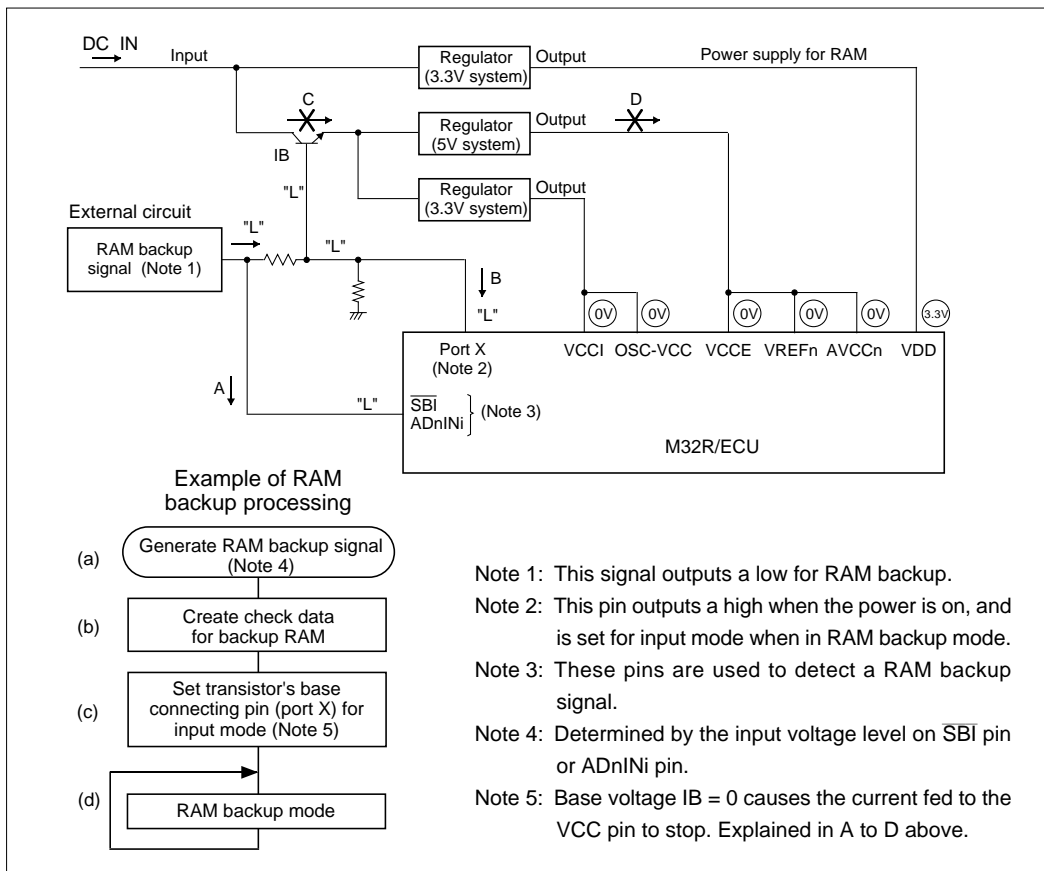 DC IN
Input
Regulator
(3.3V system)
Output
Power supply for RAM
C
IB
Regulator
(5V system)
Output
D
"L"
Regulator
(3.3V system)
Output
External circuit
RAM backup
signal (Note 1)
"L"
"L"
B
"L"
0V
0V
0V
0V
0V
3.3V
Port X
(Note 2)
VCCI
OSC-VCC
VCCE
VREFn
AVCCn
VDD
A
"L"
SBI
ADnINi
(Note 3)
M32R/ECU
Example of RAM
backup processing
(a)
Generate RAM backup signal
(Note 4)
(b)
Create check data
for backup RAM
(c)
Set transistor's base
connecting pin (port X) for
input mode (Note 5)
(d)
RAM backup mode
Note 1: This signal outputs a low for RAM backup.
Note 2: This pin outputs a high when the power is on, and
is set for input mode when in RAM backup mode.
Note 3: These pins are used to detect a RAM backup
signal.
Note 4: Determined by the input voltage level on SBI pin
or ADnINi pin.
Note 5: Base voltage IB = 0 causes the current fed to the
VCC pin to stop. Explained in A to D above.